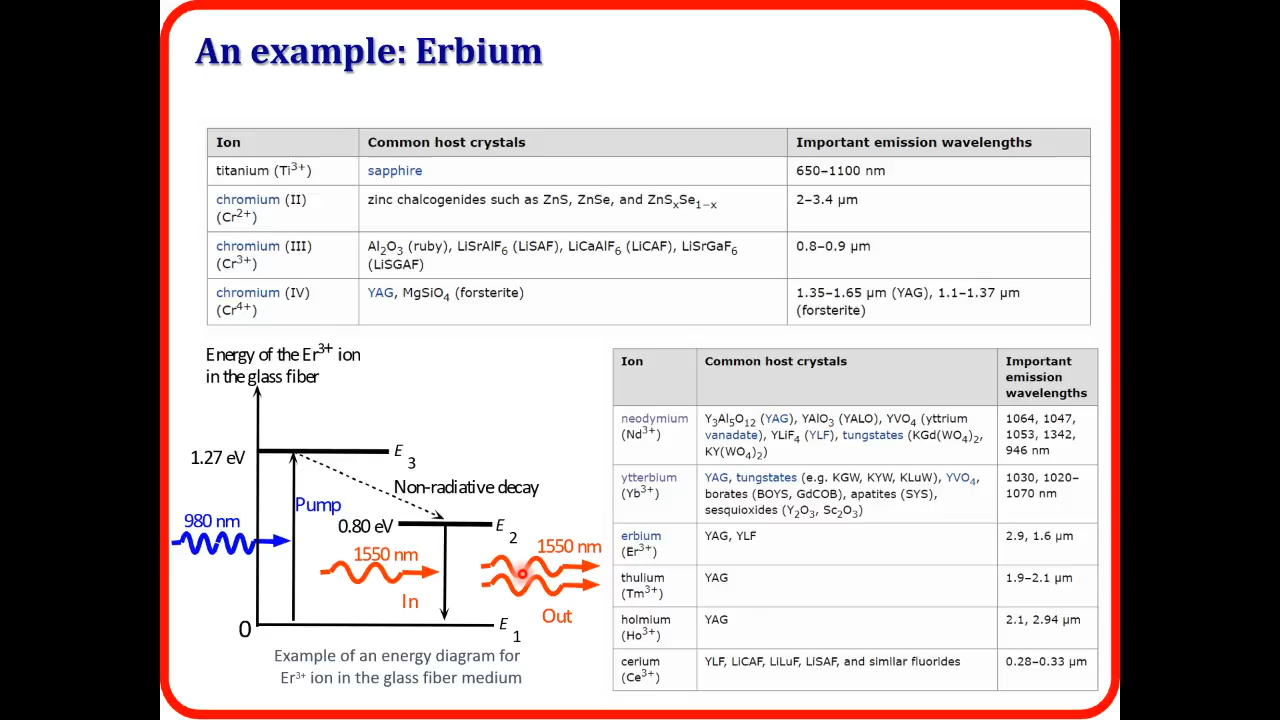 An example: Erbium
Ion Common host crystals Important emission wavelengths
titanium (Ti³⁺) sapphire 650–1100 nm
chromium (II) zinc chalcogenides such as ZnS, ZnSe, and ZnSₓSe₁₋ₓ 2–3.4 µm
(Cr²⁺)
chromium (III) Al₂O₃ (ruby), LiSrAlF₆ (LiSAF), LiCaAlF₆ (LiCAF), LiSrGaF₆ 0.8–0.9 µm
(Cr³⁺) (LiSGAF)
chromium (IV) YAG, MgSiO₄ (forsterite) 1.35–1.65 µm (YAG), 1.1–1.37 µm
(Cr⁴⁺) (forsterite)
Energy of the Er³⁺ ion
in the glass fiber
1.27 eV
E₃
Non-radiative decay
Pump
980 nm
0.80 eV
E₂
1550 nm
In
1550 nm
Out
0
E₁
Example of an energy diagram for
Er³⁺ ion in the glass fiber medium
Ion Common host crystals Important
emission
wavelengths
neodymium Y₃Al₅O₁₂ (YAG), YAlO₃ (YALO), YVO₄ (yttrium 1064, 1047,
(Nd³⁺) vanadate), YLiF₄ (YLF), tungstates (KGd(WO₄)₂, 1053, 1342,
KY(WO₄)₂) 946 nm
ytterbium YAG, tungstates (e.g. KGW, KYW, KLuW), YVO₄, 1030, 1020–
(Yb³⁺) borates (BOYS, GdCOB), apatites (SYS), 1070 nm
sesquioxides (Y₂O₃, Sc₂O₃)
erbium YAG, YLF 2.9, 1.6 µm
(Er³⁺)
thulium YAG 1.9–2.1 µm
(Tm³⁺)
holmium YAG 2.1, 2.94 µm
(Ho³⁺)
cerium YLF, LiCAF, LiLuF, LiSAF, and similar fluorides 0.28–0.33 µm
(Ce³⁺)